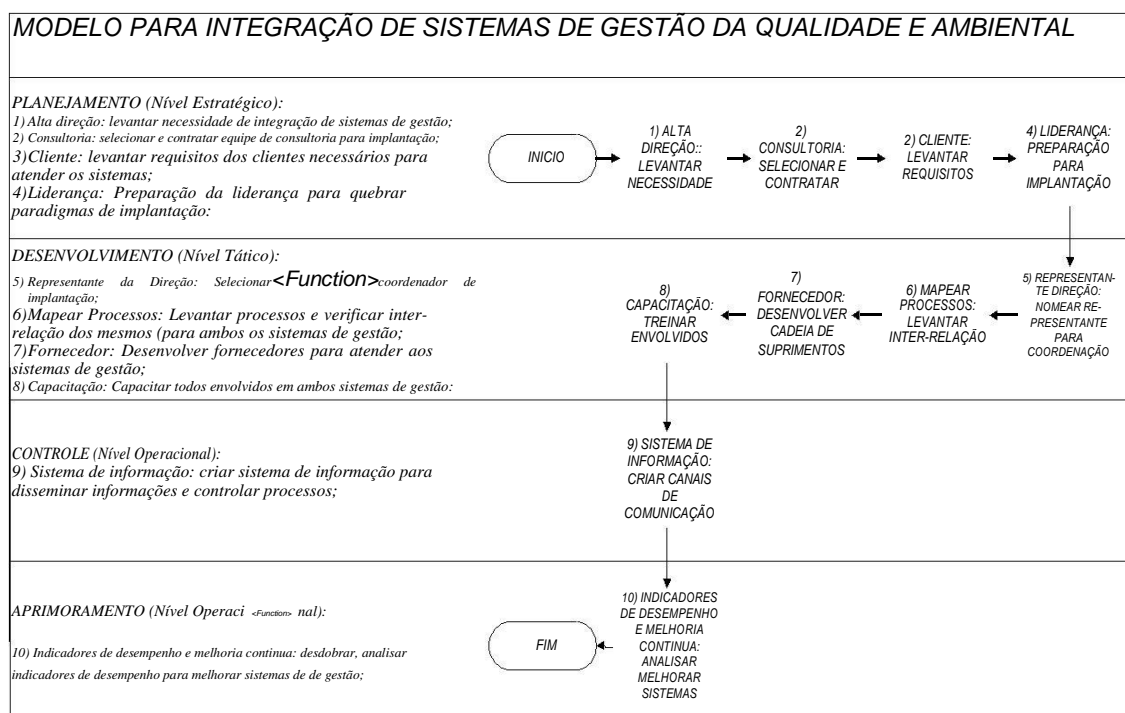 MODELO PARA INTEGRAÇÃO DE SISTEMAS DE GESTÃO DA QUALIDADE E AMBIENTAL
PLANEJAMENTO (Nível Estratégico):
1) Alta direção: levantar necessidade de integração de sistemas de gestão;
2) Consultoria: selecionar e contratar equipe de consultoria para implantação;
3)Cliente: levantar requisitos dos clientes necessários para
atender os sistemas;
4)Liderança: Preparação da liderança para quebrar
paradigmas de implantação:
INICIO
1) ALTA
DIREÇÃO::
LEVANTAR
NECESSIDADE
2)
CONSULTORIA:
SELECIONAR E
CONTRATAR
2) CLIENTE:
LEVANTAR
REQUISITOS
4) LIDERANÇA:
PREPARAÇÃO
PARA
IMPLANTAÇÃO
DESENVOLVIMENTO (Nível Tático):
5) Representante da Direção: Selecionar<Function>coordenador de
implantação;
6)Mapear Processos: Levantar processos e verificar inter-
relação dos mesmos (para ambos os sistemas de gestão;
7)Fornecedor: Desenvolver fornecedores para atender aos
sistemas de gestão;
8) Capacitação: Capacitar todos envolvidos em ambos sistemas de gestão:
8)
CAPACITAÇÃO:
TREINAR
ENVOLVIDOS
7)
FORNECEDOR:
DESENVOLVER
CADEIA DE
SUPRIMENTOS
6) MAPEAR
PROCESSOS:
LEVANTAR
INTER-RELAÇÃO
5) REPRESENTAN-
TE DIREÇÃO:
NOMEAR RE-
PRESENTANTE
PARA
COORDENAÇÃO
CONTROLE (Nível Operacional):
9) Sistema de informação: criar sistema de informação para
disseminar informações e controlar processos;
9) SISTEMA DE
INFORMAÇÃO:
CRIAR CANAIS
DE
COMUNICAÇÃO
APRIMORAMENTO (Nível Operaci <Function> nal):
10) Indicadores de desempenho e melhoria continua: desdobrar, analisar
indicadores de desempenho para melhorar sistemas de de gestão;
FIM
10) INDICADORES
DE DESEMPENHO
E MELHORIA
CONTINUA:
ANALISAR
MELHORAR
SISTEMAS